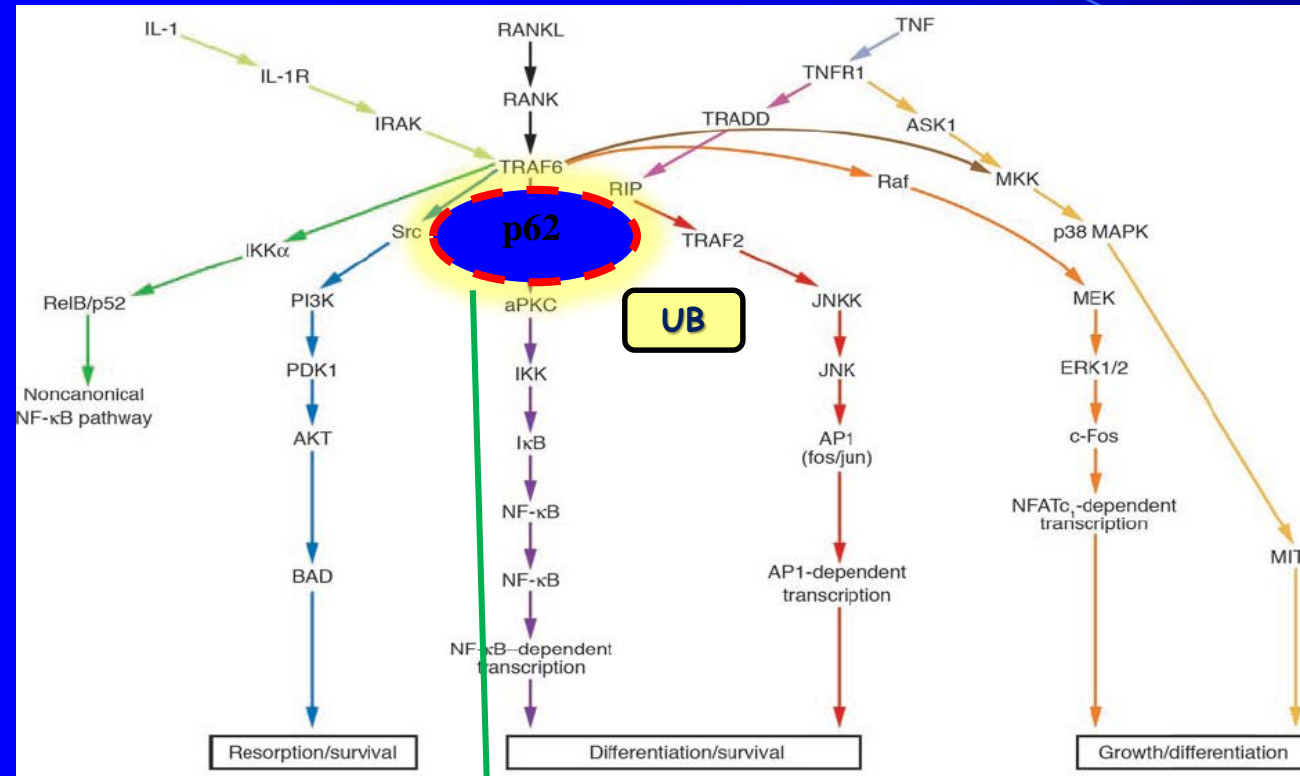 IL-1
RANKL
TNF
IL-1R
TNFR1
RANK
TRADD
IRAK
ASK1
TRAF6
RIP
Raf
MKK
Src
p62
TRAF2
p38 MAPK
IKKα
RelB/p52
PI3K
aPKC
UB
JNKK
MEK
PDK1
IKK
JNK
ERK1/2
Noncanonical
NF-κB pathway
AKT
IκB
AP1
(fos/jun)
c-Fos
NF-κB
NFATc1-dependent
transcription
MIT
BAD
NF-κB
AP1-dependent
transcription
NF-κB–dependent
transcription
Resorption/survival
Differentiation/survival
Growth/differentiation